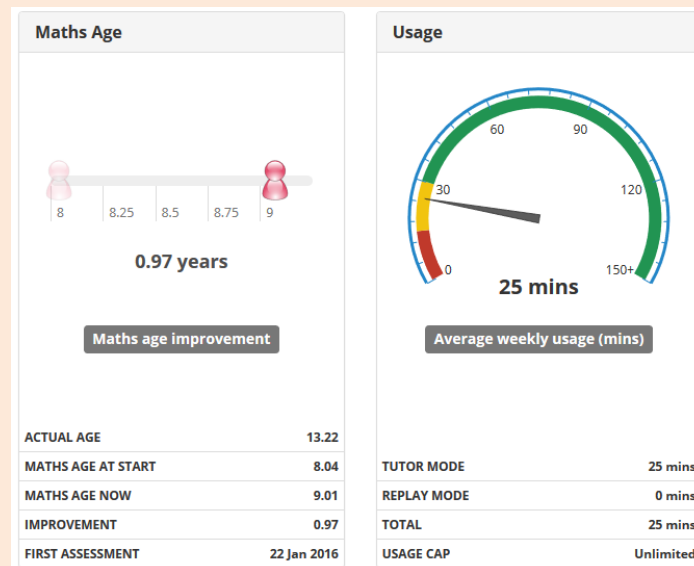 Maths Age
8 8.25 8.5 8.75 9
0.97 years
Maths age improvement
ACTUAL AGE 13.22
MATHS AGE AT START 8.04
MATHS AGE NOW 9.01
IMPROVEMENT 0.97
FIRST ASSESSMENT 22 Jan 2016
Usage
60 90
30 120
0 150+
25 mins
Average weekly usage (mins)
TUTOR MODE 25 mins
REPLAY MODE 0 mins
TOTAL 25 mins
USAGE CAP Unlimited